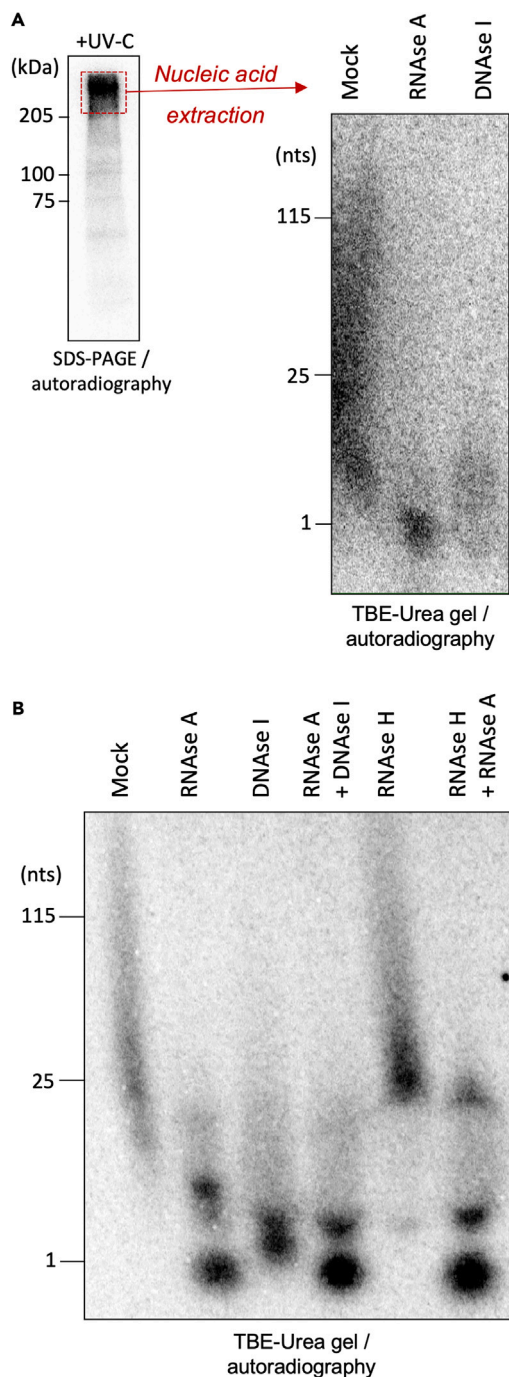 A
+UV-C
(kDa)
205
100
75
Nucleic acid
extraction
SDS-PAGE /
autoradiography
Mock
RNAse A
DNAse I
(nts)
115
25
1
TBE-Urea gel /
autoradiography
B
Mock
RNAse A
DNAse I
RNAse A
+ DNAse I
RNAse H
RNAse H
+ RNAse A
(nts)
115
25
1
TBE-Urea gel /
autoradiography